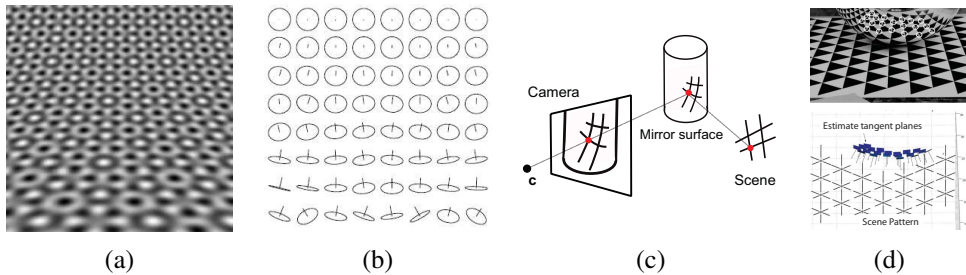 Camera
Mirror surface
c
Scene
Estimate tangent planes
Scene Pattern
(a)
(b)
(c)
(d)